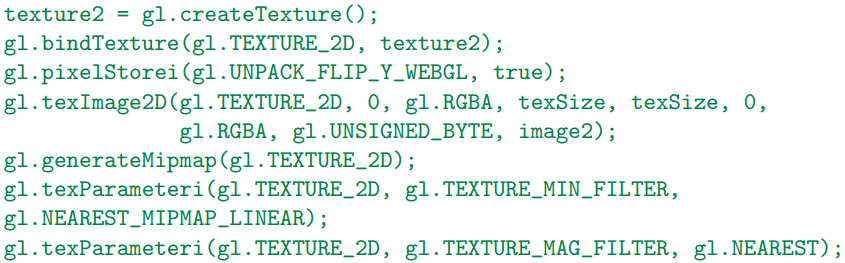 texture2 = gl.createTexture();
gl.bindTexture(gl.TEXTURE_2D, texture2);
gl.pixelStorei(gl.UNPACK_FLIP_Y_WEBGL, true);
gl.texImage2D(gl.TEXTURE_2D, 0, gl.RGBA, texSize, texSize, 0,
              gl.RGBA, gl.UNSIGNED_BYTE, image2);
gl.generateMipmap(gl.TEXTURE_2D);
gl.texParameteri(gl.TEXTURE_2D, gl.TEXTURE_MIN_FILTER,
gl.NEAREST_MIPMAP_LINEAR);
gl.texParameteri(gl.TEXTURE_2D, gl.TEXTURE_MAG_FILTER, gl.NEAREST);